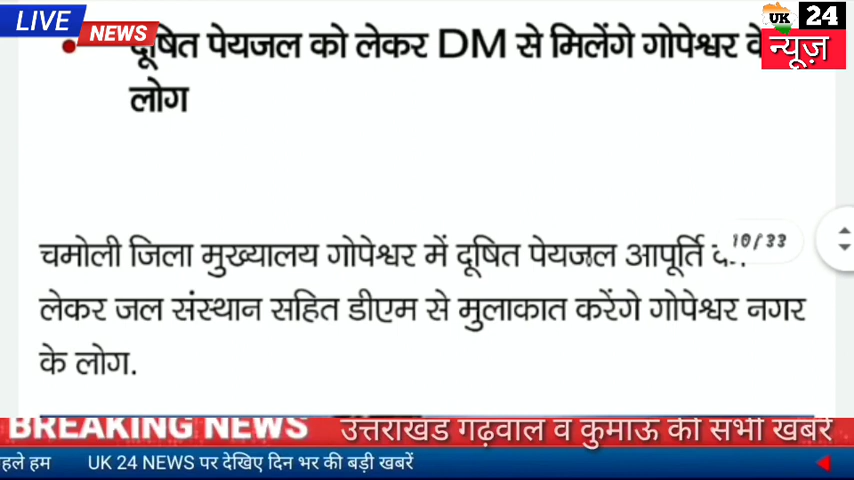 LIVE
NEWS
UK 24
न्यूज़
दूषित पेयजल को लेकर DM से मिलेंगे गोपेश्वर के
लोग
चमोली जिला मुख्यालय गोपेश्वर में दूषित पेयजल आपूर्ति
10/33
लेकर जल संस्थान सहित डीएम से मुलाकात करेंगे गोपेश्वर नगर
के लोग.
BREAKING NEWS उत्तराखंड गढ़वाल व कुमाऊ की सभी खबरें
हले हम UK 24 NEWS पर देखिए दिन भर की बड़ी खबरें